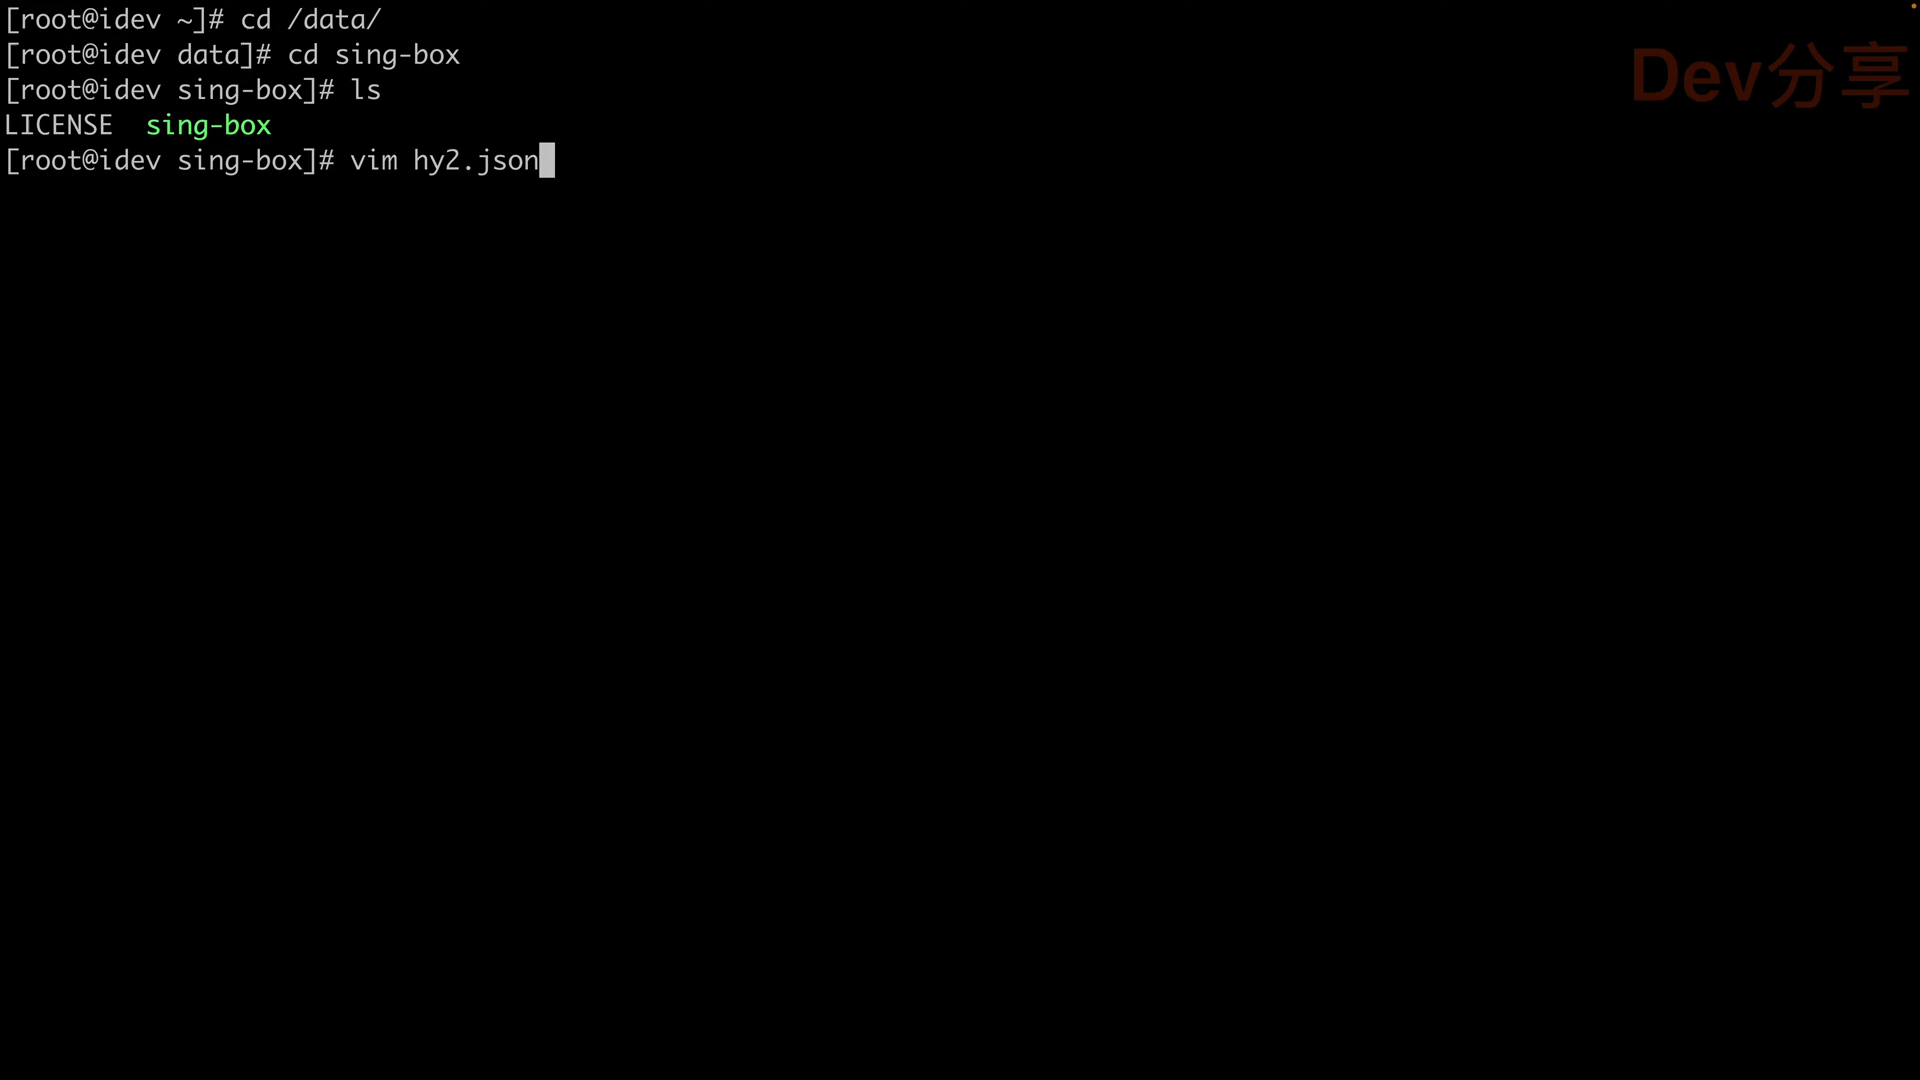 [root@idev ~]# cd /data/
[root@idev data]# cd sing-box
[root@idev sing-box]# ls
LICENSE  sing-box
[root@idev sing-box]# vim hy2.json
Dev分享